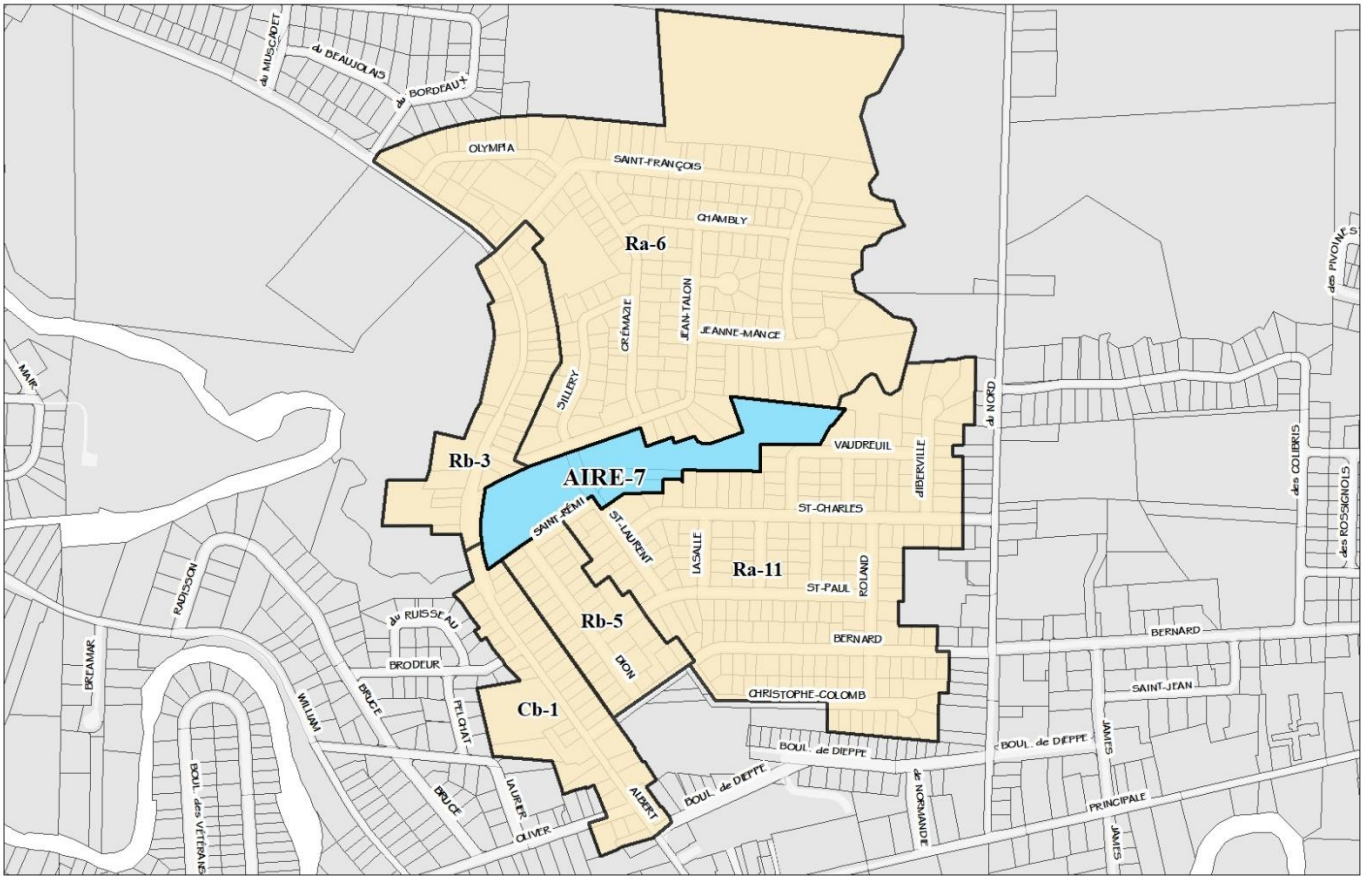 du MUSCADET
du BEAUJOLAIS
du BORDEAUX
OLYMPIA
SAINT-FRANÇOIS
CHAMBLY
Ra-6
des PIVOINES
CRÉMAZIE
JEAN-TALON
JEANNE-MANCE
SILLERY
MAIR
du NORD
VAUDREUIL
DIBERVILLE
des COLIBRIS
des ROSSIGNOLS
Rb-3
AIRE-7
SAINT-RÉMI
ST-LAURENT
ST-CHARLES
LASALLE
Ra-11
ST-PAUL
ROLAND
RADISSON
du RUISSEAU
BRODEUR
Rb-5
DION
BERNARD
BERNARD
BREAMAR
BRUCE
PELCHAT
CHRISTOPHE-COLOMB
SAINT-JEAN
WILLIAM
Cb-1
BOUL. de DIEPPE
BOUL. de DIEPPE
JAMES
BOUL. des VÉTÉRANS
BRUCE
LAURIER
OLIVER
ALBERT
BOUL. de DIEPPE
de NORMANDIE
PRINCIPALE
JAMES